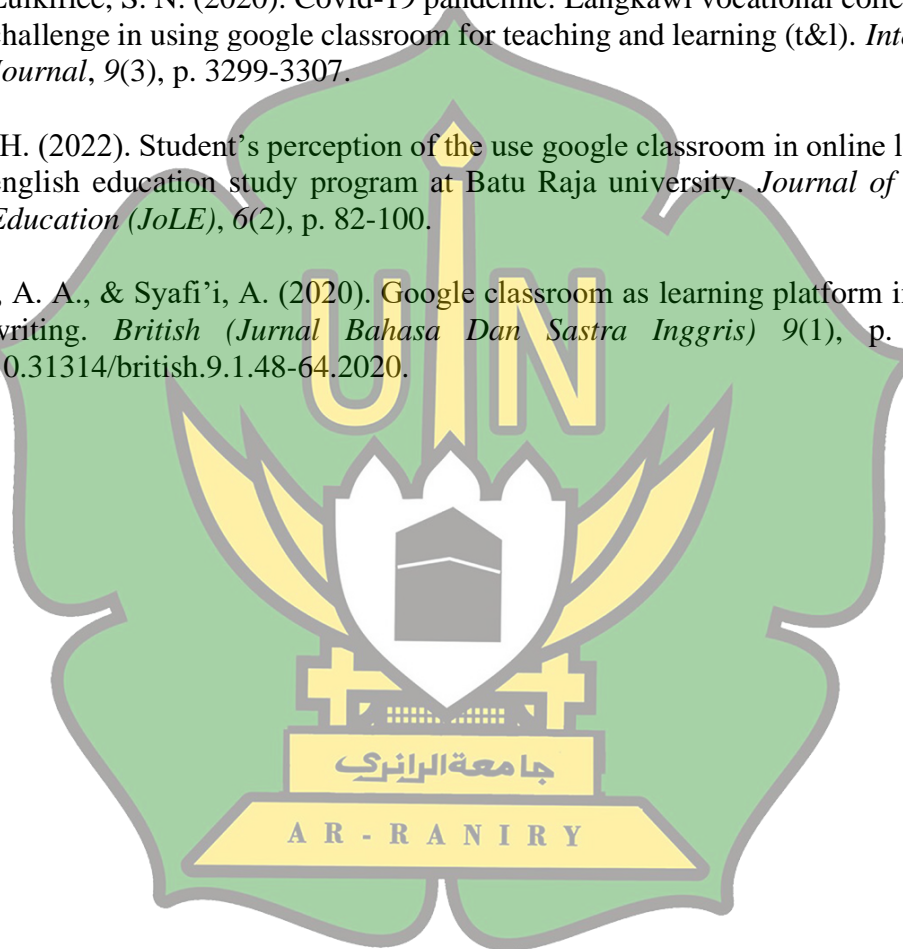 S. N. (2020). Covid-19 pandemic: Langkawi vocational
challenge in using google classroom for teaching and learning (t&l).
Journal, 9(3), p. 3299-3307.
H. (2022). Student’s perception of the use google classroom in online
english education study program at Batu Raja university. Journal of
Education (JoLE), 6(2), p. 82-100.
, A. A., & Syafi’i, A. (2020). Google classroom as learning platform
writing. British (Jurnal Bahasa Dan Sastra Inggris) 9(1), p.
0.31314/british.9.1.48-64.2020.
UIN
جامعة الرانري
AR-RANIRY